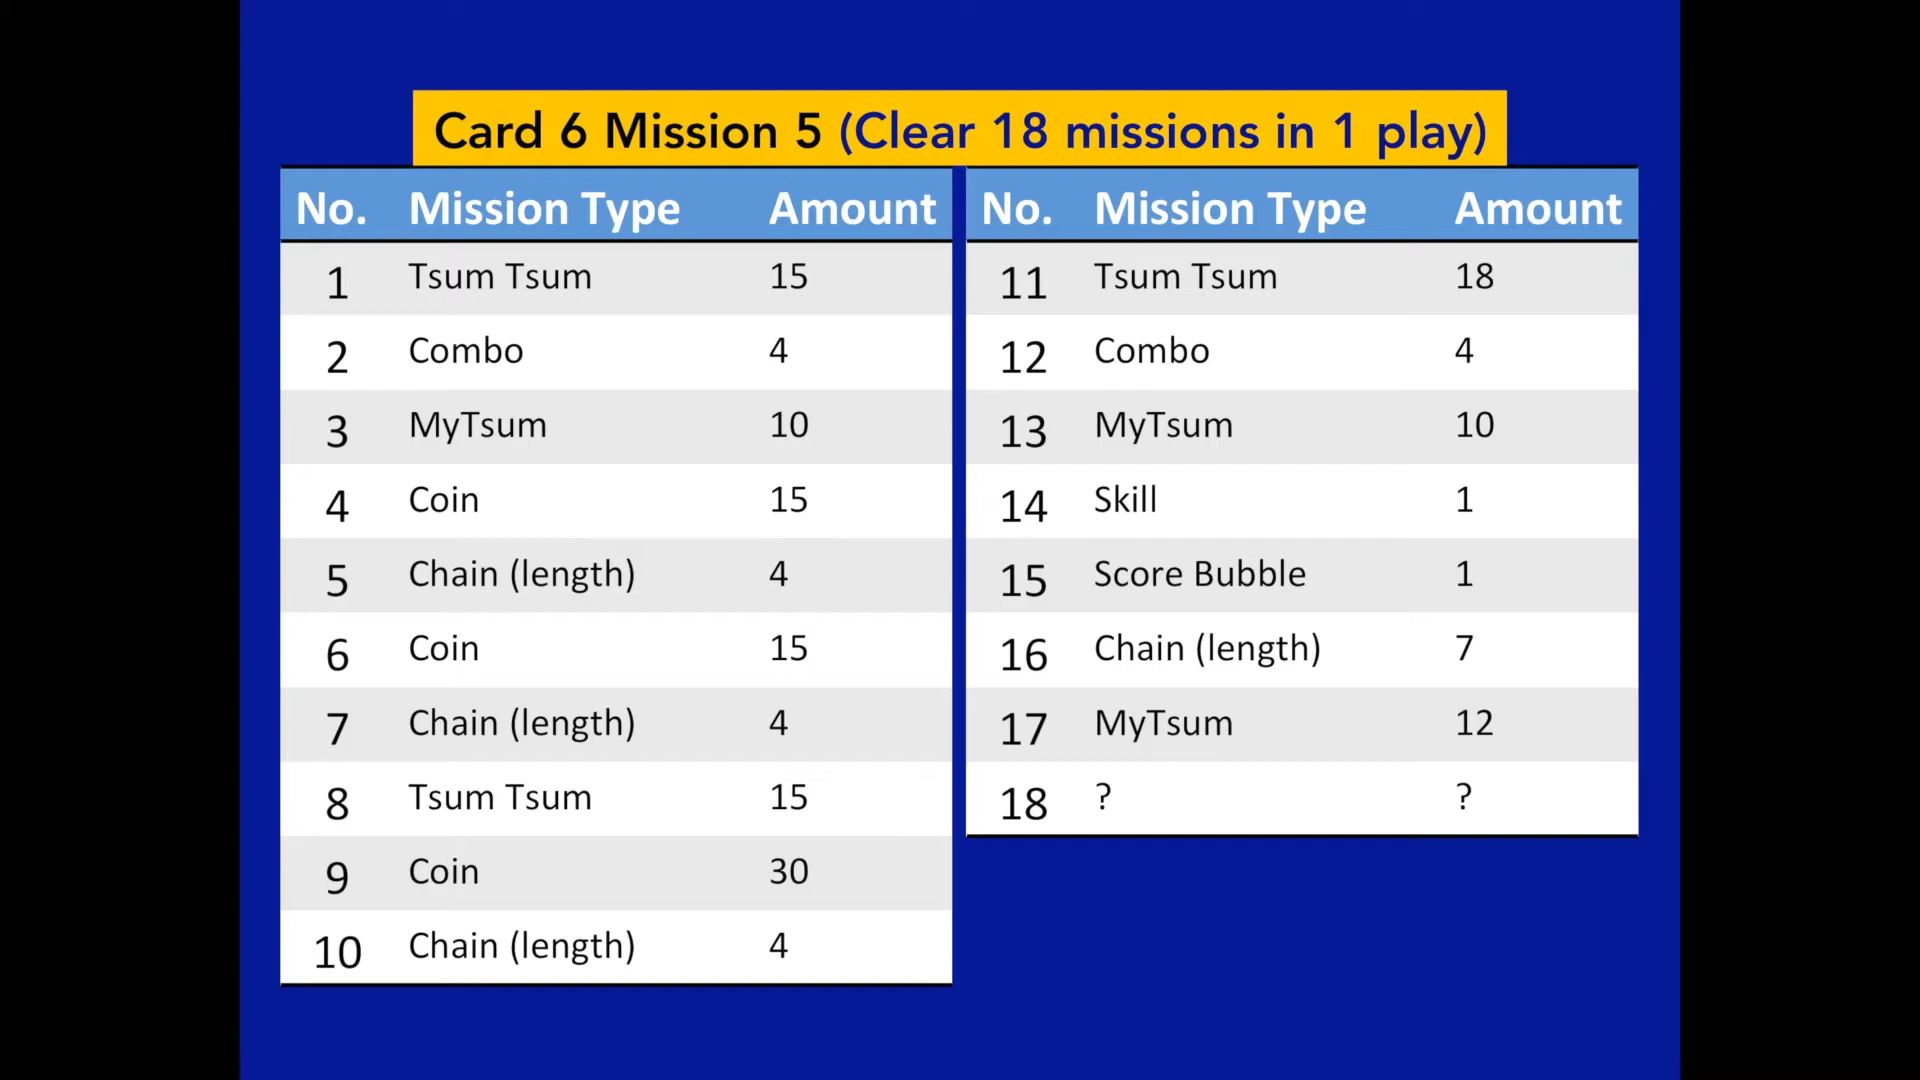 Card 6 Mission 5 (Clear 18 missions in 1 play)
No. Mission Type Amount
1 Tsum Tsum 15
2 Combo 4
3 MyTsum 10
4 Coin 15
5 Chain (length) 4
6 Coin 15
7 Chain (length) 4
8 Tsum Tsum 15
9 Coin 30
10 Chain (length) 4
No. Mission Type Amount
11 Tsum Tsum 18
12 Combo 4
13 MyTsum 10
14 Skill 1
15 Score Bubble 1
16 Chain (length) 7
17 MyTsum 12
18 ? ?